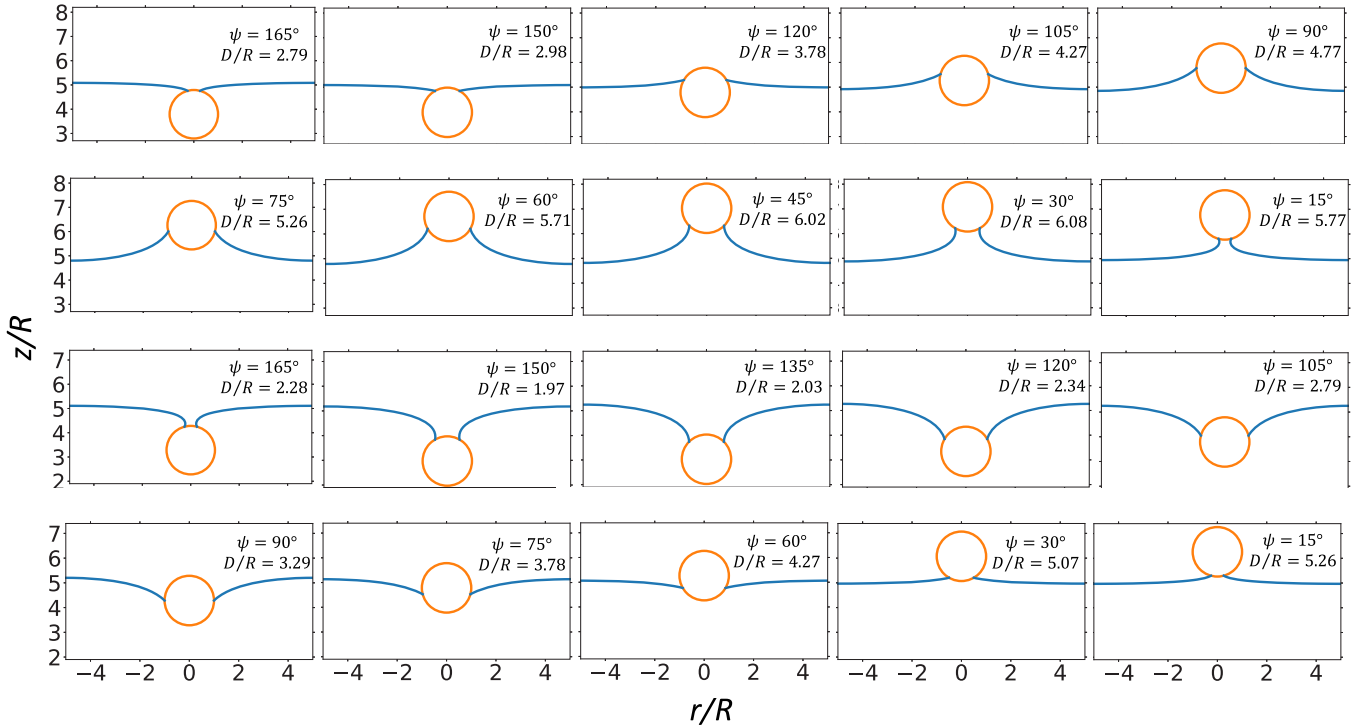 8
7
6
5
4
3
ψ = 165°
D/R = 2.79
ψ = 150°
D/R = 2.98
ψ = 120°
D/R = 3.78
ψ = 105°
D/R = 4.27
ψ = 90°
D/R = 4.77
8
7
6
5
4
3
ψ = 75°
D/R = 5.26
ψ = 60°
D/R = 5.71
ψ = 45°
D/R = 6.02
ψ = 30°
D/R = 6.08
ψ = 15°
D/R = 5.77
z/R
7
6
5
4
3
2
ψ = 165°
D/R = 2.28
ψ = 150°
D/R = 1.97
ψ = 135°
D/R = 2.03
ψ = 120°
D/R = 2.34
ψ = 105°
D/R = 2.79
7
6
5
4
3
2
ψ = 90°
D/R = 3.29
ψ = 75°
D/R = 3.78
ψ = 60°
D/R = 4.27
ψ = 30°
D/R = 5.07
ψ = 15°
D/R = 5.26
−4 −2 0 2 4
−4 −2 0 2 4
−4 −2 0 2 4
−4 −2 0 2 4
−4 −2 0 2 4
r/R